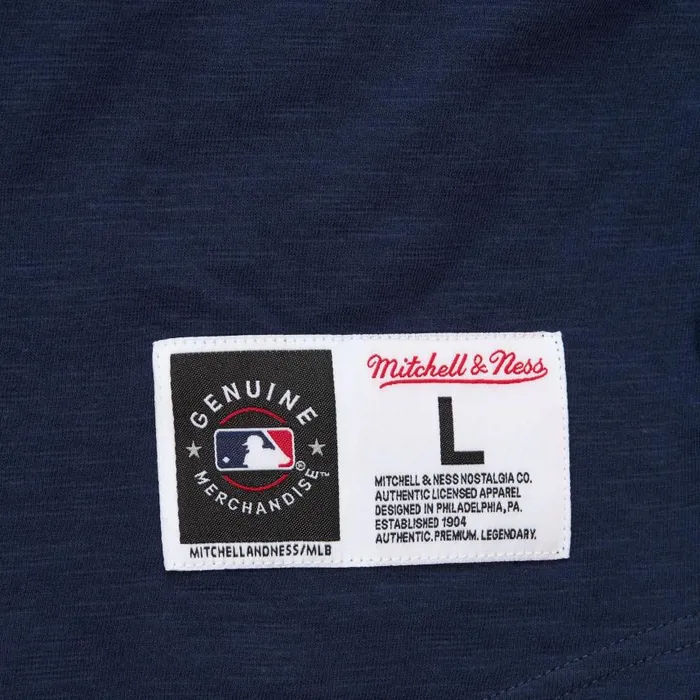 GENUINE
MERCHANDISE™
®
MITCHELLANDNESS/MLB
Mitchell & Ness
L
MITCHELL & NESS NOSTALGIA CO.
AUTHENTIC LICENSED APPAREL
DESIGNED IN PHILADELPHIA, PA.
ESTABLISHED 1904
AUTHENTIC. PREMIUM. LEGENDARY.